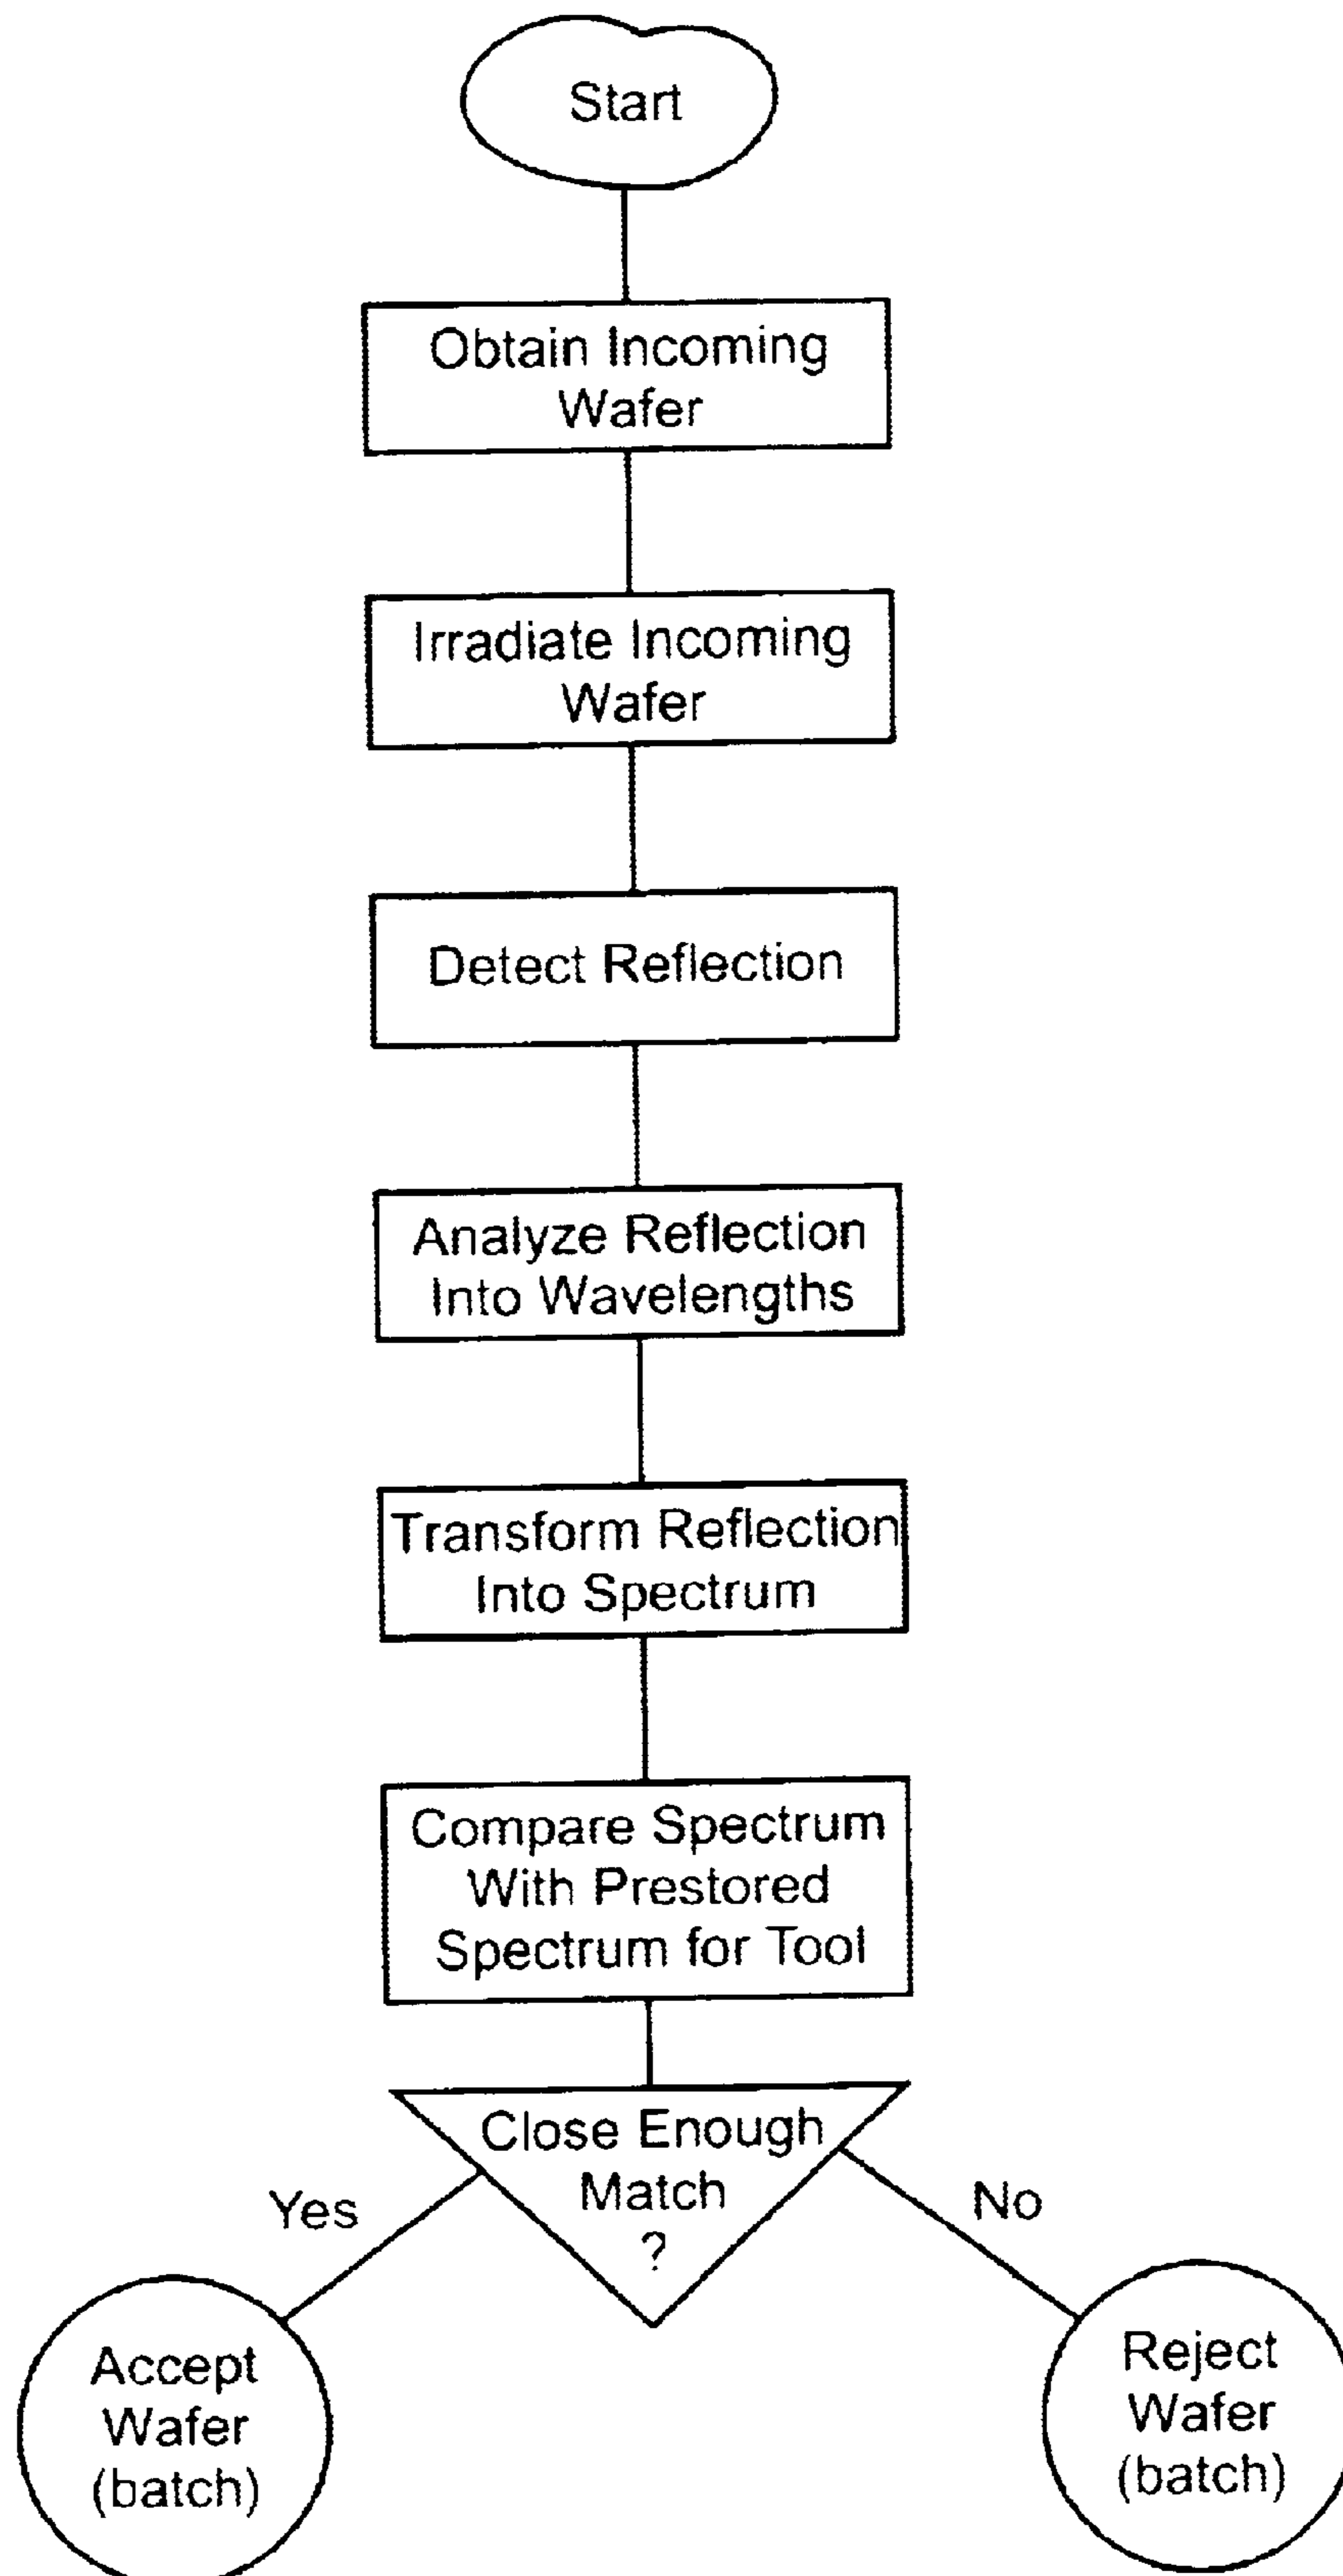 Start
Obtain Incoming
Wafer
Irradiate Incoming
Wafer
Detect Reflection
Analyze Reflection
Into Wavelengths
Transform Reflection
Into Spectrum
Compare Spectrum
With Prestored
Spectrum for Tool
Close Enough
Match
?
Yes
No
Accept
Wafer
(batch)
Reject
Wafer
(batch)